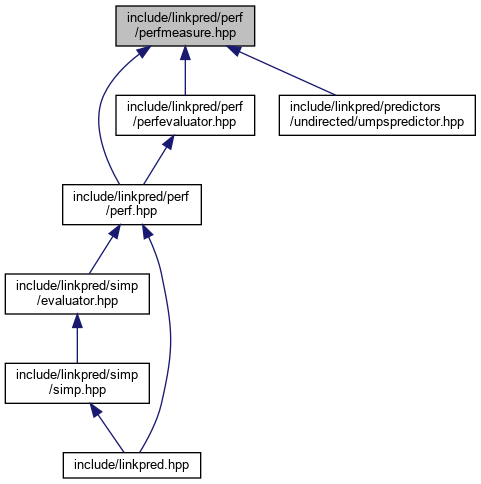 include/linkpred/perf
/perfmeasure.hpp
include/linkpred/perf
/perfevaluator.hpp
include/linkpred/predictors
/undirected/umpspredictor.hpp
include/linkpred/perf
/perf.hpp
include/linkpred/simp
/evaluator.hpp
include/linkpred/simp
/simp.hpp
include/linkpred.hpp